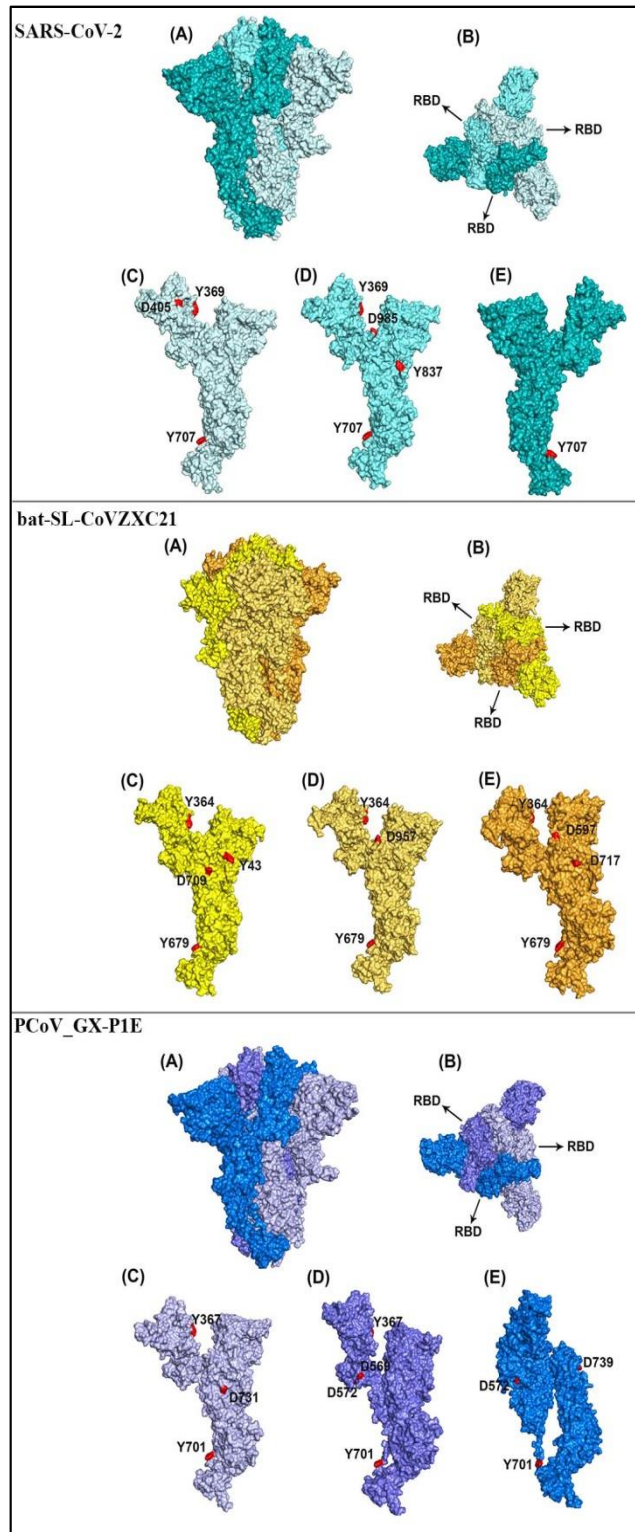 SARS-CoV-2
(A)
(B)
RBD
RBD
RBD
(C)
(D)
(E)
D405
Y369
Y707
Y369
D985
Y837
Y707
Y707
bat-SL-CoVZXC21
(A)
(B)
RBD
RBD
RBD
(C)
(D)
(E)
Y364
Y43
D709
Y679
Y364
D957
Y679
Y364
D597
D717
Y679
PCoV_GX-P1E
(A)
(B)
RBD
RBD
RBD
(C)
(D)
(E)
Y367
D731
Y701
Y367
D569
D572
Y701
D739
D572
Y701